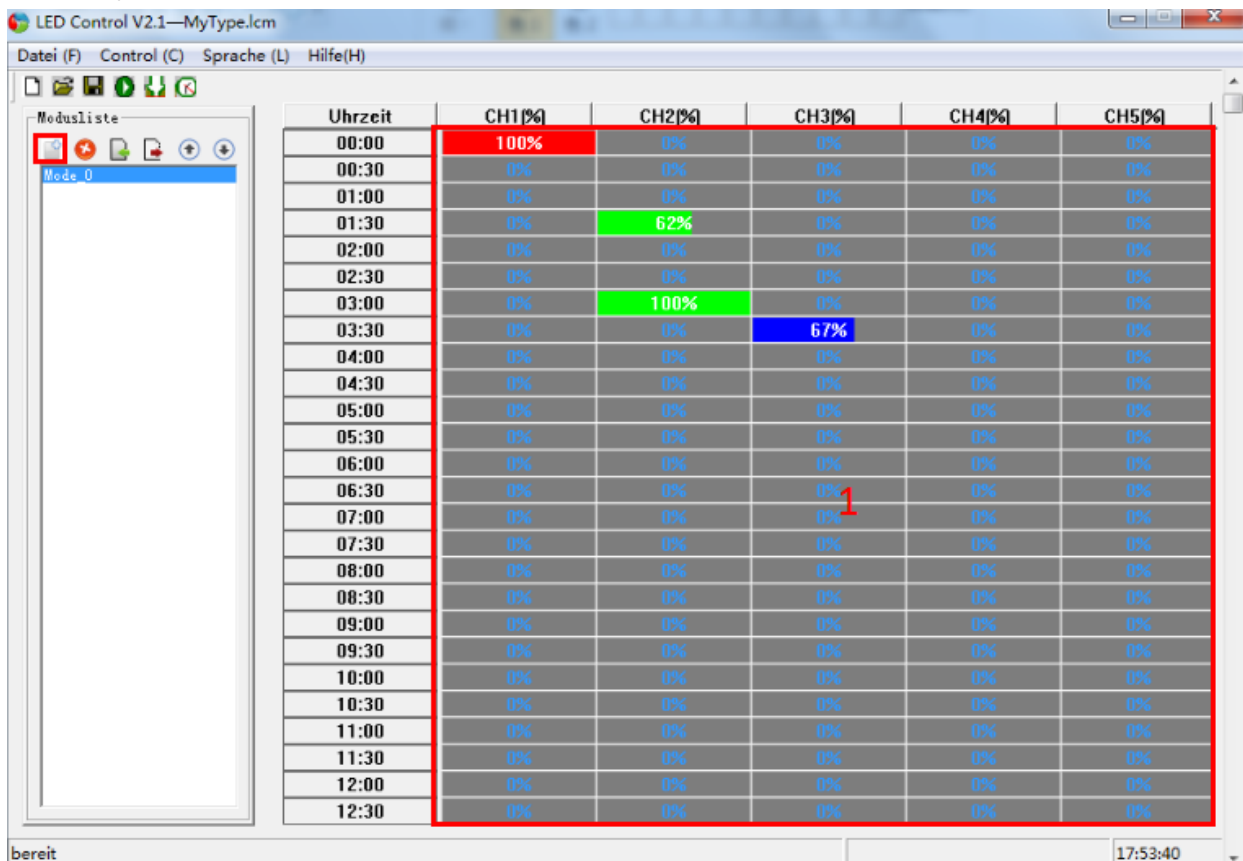 LED Control V2.1—MyType.lcm
Datei (F) Control (C) Sprache (L) Hilfe(H)
Modusliste
Mode_0
Uhrzeit CH1[%] CH2[%] CH3[%] CH4[%] CH5[%]
00:00 100% 0% 0% 0% 0%
00:30 0% 0% 0% 0% 0%
01:00 0% 0% 0% 0% 0%
01:30 0% 62% 0% 0% 0%
02:00 0% 0% 0% 0% 0%
02:30 0% 0% 0% 0% 0%
03:00 0% 100% 0% 0% 0%
03:30 0% 0% 67% 0% 0%
04:00 0% 0% 0% 0% 0%
04:30 0% 0% 0% 0% 0%
05:00 0% 0% 0% 0% 0%
05:30 0% 0% 0% 0% 0%
06:00 0% 0% 0% 0% 0%
06:30 0% 0% 0% 0% 0%
1
07:00 0% 0% 0% 0% 0%
07:30 0% 0% 0% 0% 0%
08:00 0% 0% 0% 0% 0%
08:30 0% 0% 0% 0% 0%
09:00 0% 0% 0% 0% 0%
09:30 0% 0% 0% 0% 0%
10:00 0% 0% 0% 0% 0%
10:30 0% 0% 0% 0% 0%
11:00 0% 0% 0% 0% 0%
11:30 0% 0% 0% 0% 0%
12:00 0% 0% 0% 0% 0%
12:30 0% 0% 0% 0% 0%
bereit 17:53:40